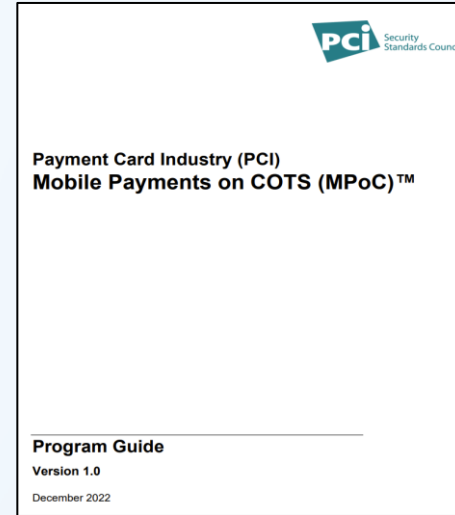 PCi Security
Standards Counc
Payment Card Industry (PCI)
Mobile Payments on COTS (MPoC)™
Program Guide
Version 1.0
December 2022